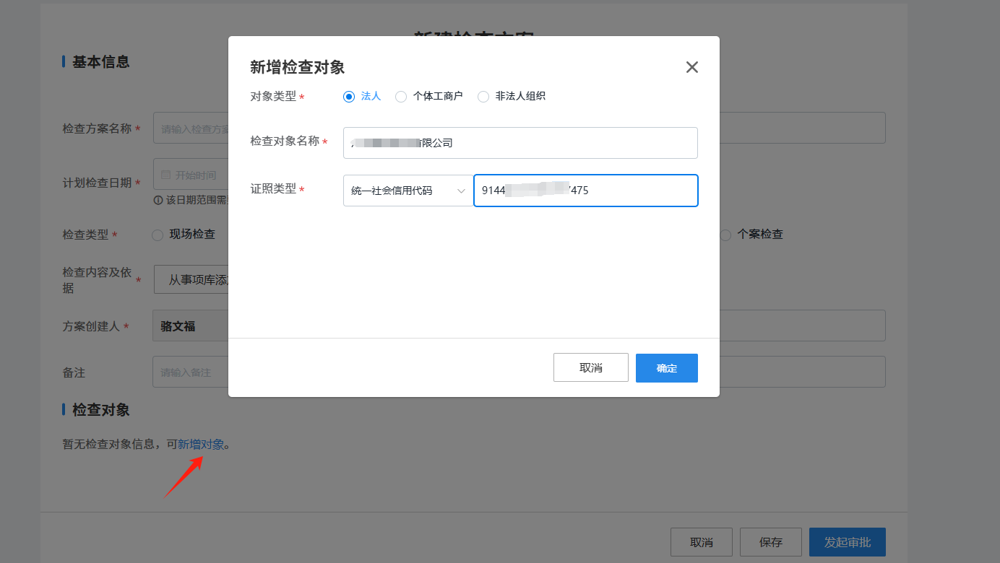 新增检查对象
对象类型* 法人 个体工商户 非法人组织
检查对象名称* 有限公司
证照类型* 统一社会信用代码 9144 7475
取消 确定
基本信息
检查方案名称* 请输入检查方案
计划检查日期* 开始时间
该日期范围需
检查类型* 现场检查 个案检查
检查内容及依据* 从事项库添
方案创建人* 骆文福
备注 请输入备注
检查对象
暂无检查对象信息，可新增对象。
取消 保存 发起审批